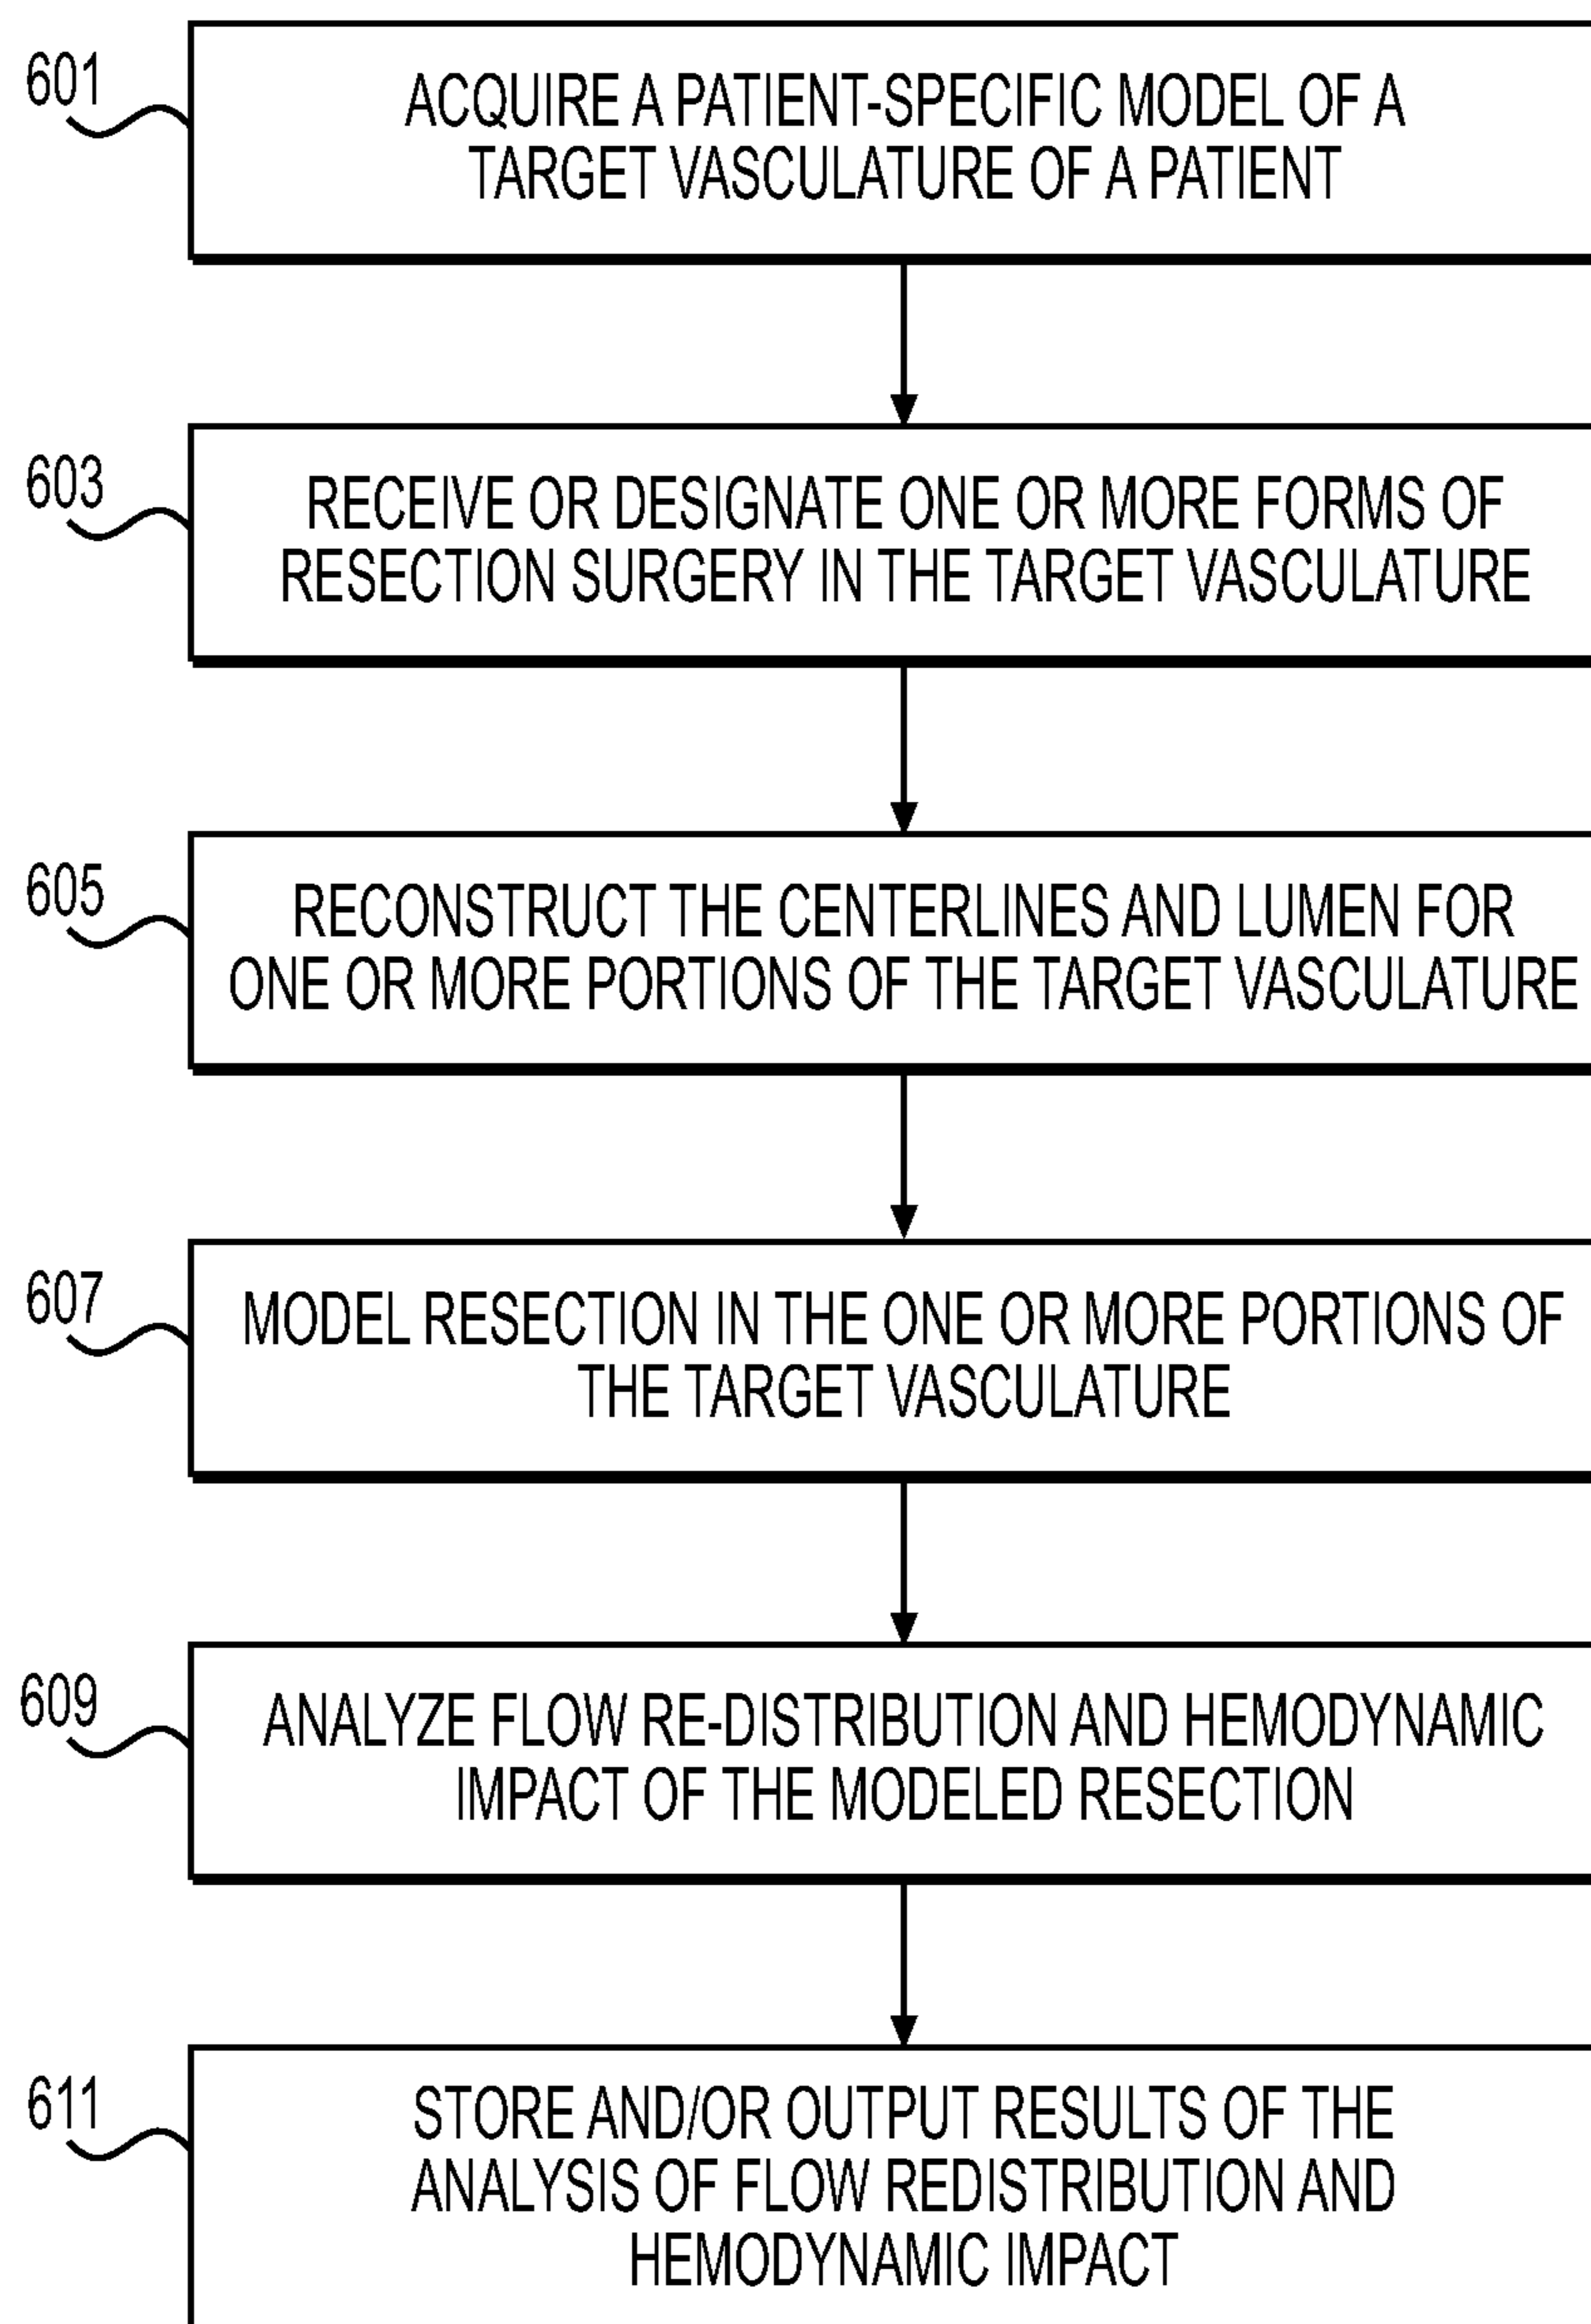 601
ACQUIRE A PATIENT-SPECIFIC MODEL OF A
TARGET VASCULATURE OF A PATIENT
603
RECEIVE OR DESIGNATE ONE OR MORE FORMS OF
RESECTION SURGERY IN THE TARGET VASCULATURE
605
RECONSTRUCT THE CENTERLINES AND LUMEN FOR
ONE OR MORE PORTIONS OF THE TARGET VASCULATURE
607
MODEL RESECTION IN THE ONE OR MORE PORTIONS OF
THE TARGET VASCULATURE
609
ANALYZE FLOW RE-DISTRIBUTION AND HEMODYNAMIC
IMPACT OF THE MODELED RESECTION
611
STORE AND/OR OUTPUT RESULTS OF THE
ANALYSIS OF FLOW REDISTRIBUTION AND
HEMODYNAMIC IMPACT